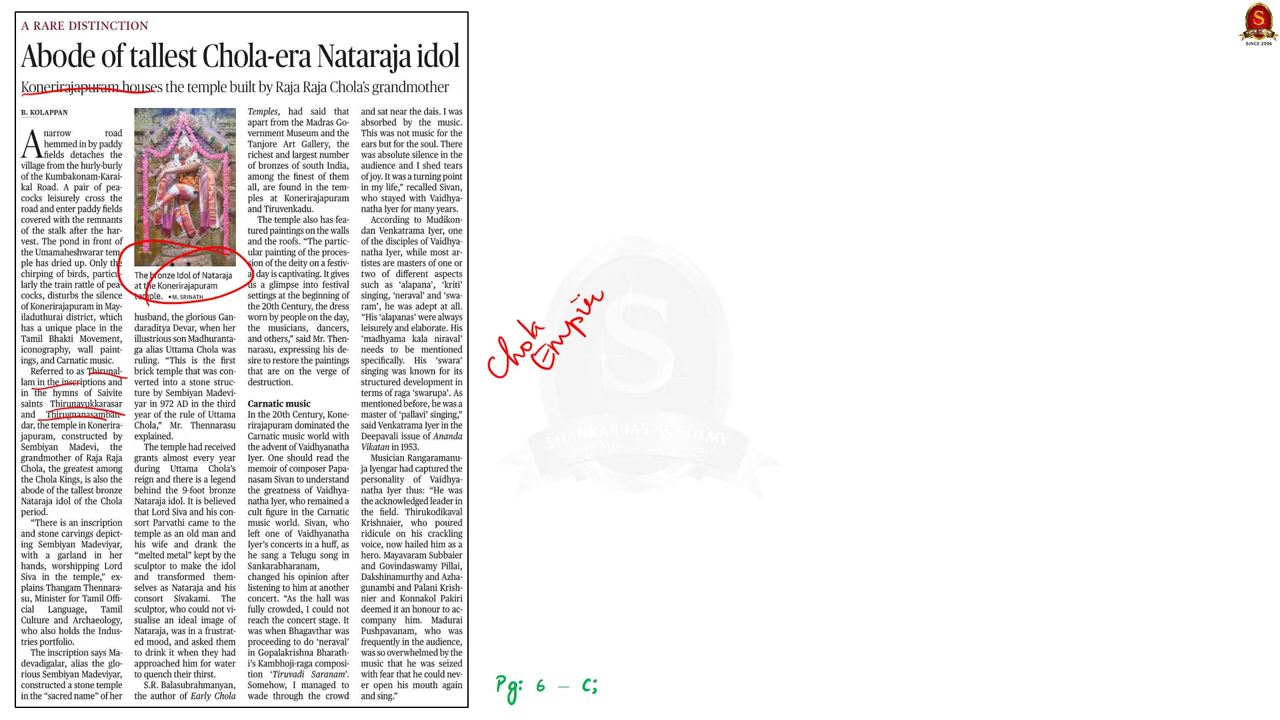 A RARE DISTINCTION
Abode of tallest Chola-era Nataraja idol
Konerirajapuram houses the temple built by Raja Raja Chola's grandmother
B. KOLAPPAN
A narrow road
hemmed in by paddy
fields detaches the
village from the hurly-burly
of the Kumbakonam-Karai-
kal Road. A pair of pea-
cocks leisurely cross the
road and enter paddy fields
covered with the remnants
of the stalk after the har-
vest. The pond in front of
the Umamaheshwarar tem-
ple has dried up. Only the
chirping of birds, particu-
larly the train rattle of pea-
cocks, disturbs the silence
of Konerirajapuram in May-
iladuthurai district, which
has a unique place in the
Tamil Bhakti Movement,
iconography, wall paint-
ings, and Carnatic music.
Referred to as Thirunal-
lam in the inscriptions and
in the hymns of Saivite
saints Thirunavukkarasar
and Thirugnanasamban-
dar, the temple in Konerira-
japuram, constructed by
Sembian Madevi, the
grandmother of Raja Raja
Chola, the greatest among
the Chola Kings, is also the
abode of the tallest bronze
Nataraja idol of the Chola
period.
"There is an inscription
and stone carvings depict-
ing Sembiyan Madeviyar,
with a garland in her
hands, worshipping Lord
Siva in the temple," ex-
plains Thangam Thennara-
su, Minister for Tamil Offi-
cial Language, Tamil
Culture and Archaeology,
who also holds the Indus-
tries portfolio.
The inscription says Ma-
devadigalar, alias the glo-
rious Sembiyan Madeviyar,
constructed a stone temple
in the "sacred name" of her
The bronze Idol of Nataraja
at the Konerirajapuram
temple. • M. SRINATH
husband, the glorious Gan-
daraditya Devar, when her
illustrious son Madhuranta-
ga alias Uttama Chola was
ruling. "This is the first
brick temple that was con-
verted into a stone struc-
ture by Sembian Madevi-
yar in 972 AD in the third
year of the rule of Uttama
Chola," Mr. Thennarasu
explained.
The temple had received
grants almost every year
during Uttama Chola's
reign and there is a legend
behind the 9-foot bronze
Nataraja idol. It is believed
that Lord Siva and his con-
sort Parvathi came to the
temple as an old man and
his wife and drank the
"melted metal" kept by the
sculptor to make the idol
and transformed them-
selves as Nataraja and his
consort Sivakami. The
sculptor, who could not vi-
sualise an ideal image of
Nataraja, was in a frustrat-
ed mood, and asked them
to drink it when they had
approached him for water
to quench their thirst.
S.R. Balasubrahmanyan,
the author of Early Chola
Temples, had said that
apart from the Madras Go-
vernment Museum and the
Tanjore Art Gallery, the
richest and largest number
of bronzes of south India,
among the finest of them
all, are found in the tem-
ples at Konerirajapuram
and Tiruvenkadu.
The temple also has fea-
tured paintings on the walls
and the roofs. "The partic-
ular painting of the proces-
sion of the deity on a festiv-
al day is captivating. It gives
us a glimpse into festival
settings at the beginning of
the 20th Century, the dress
worn by people on the day,
the musicians, dancers,
and others," said Mr. Then-
narasu, expressing his de-
sire to restore the paintings
that are on the verge of
destruction.
Carnatic music
In the 20th Century, Kone-
rirajapuram dominated the
Carnatic music world with
the advent of Vaidhyanatha
Iyer. One should read the
memoir of composer Papa-
nasam Sivan to understand
the greatness of Vaidhya-
natha Iyer, who remained a
cult figure in the Carnatic
music world. Sivan, who
left one of Vaidhyanatha
Iyer's concerts in a huff, as
he sang a Telugu song in
Sankarabharanam,
changed his opinion after
listening to him at another
concert. "As the hall was
fully crowded, I could not
reach the concert stage. It
was when Bhagavthar was
proceeding to do 'neraval'
in Gopalakrishna Bharath-
i's Kambhoji-raga composi-
tion 'Tiruvadi Saranam'.
Somehow, I managed to
wade through the crowd
and sat near the dais. I was
absorbed by the music.
This was not music for the
ears but for the soul. There
was absolute silence in the
audience and I shed tears
of joy. It was a turning point
in my life," recalled Sivan,
who stayed with Vaidhya-
natha Iyer for many years.
According to Mudikon-
dan Venkatrama Iyer, one
of the disciples of Vaidhya-
natha Iyer, while most ar-
tistes are masters of one or
two of different aspects
such as 'alapana', 'kriti'
singing, 'neraval' and 'swa-
ram', he was adept at all.
"His 'alapanas' were always
leisurely and elaborate. His
'madhyama kala niraval'
needs to be mentioned
specifically. His 'swara'
singing was known for its
structured development in
terms of raga 'swarupa'. As
mentioned before, he was a
master of 'pallavi' singing,"
said Venkatrama Iyer in the
Deepavali issue of Ananda
Vikatan in 1953.
Musician Rangaramanu-
ja Iyengar had captured the
personality of Vaidhya-
natha Iyer thus: "He was
the acknowledged leader in
the field. Thirukodikaval
Krishnaier, who poured
ridicule on his crackling
voice, now hailed him as a
hero. Mayavaram Subbaier
and Govindaswamy Pillai,
Dakshinamurthy and Azha-
gunambi and Palani Krish-
nier and Konnakol Pakiri
deemed it an honour to ac-
company him. Madurai
Pushpavanam, who was
frequently in the audience,
was so overwhelmed by the
music that he was seized
with fear that he could nev-
er open his mouth again
and sing."
Chola
Empier
SHANKAR IAS ACADEMY
Pg: 6 - C;
S
SINCE 2004